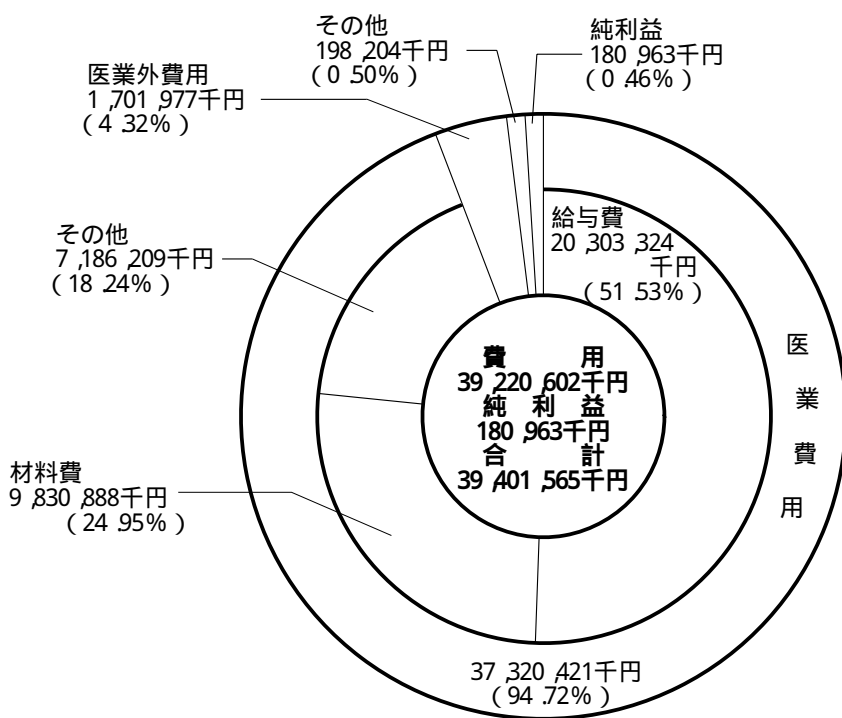 その他
198,204千円
(0.50%)
純利益
180,963千円
(0.46%)
医業外費用
1,701,977千円
(4.32%)
その他
7,186,209千円
(18.24%)
給与費
20,303,324
千円
(51.53%)
医業費用
費用
39,220,602千円
純利益
180,963千円
合計
39,401,565千円
材料費
9,830,888千円
(24.95%)
37,320,421千円
(94.72%)